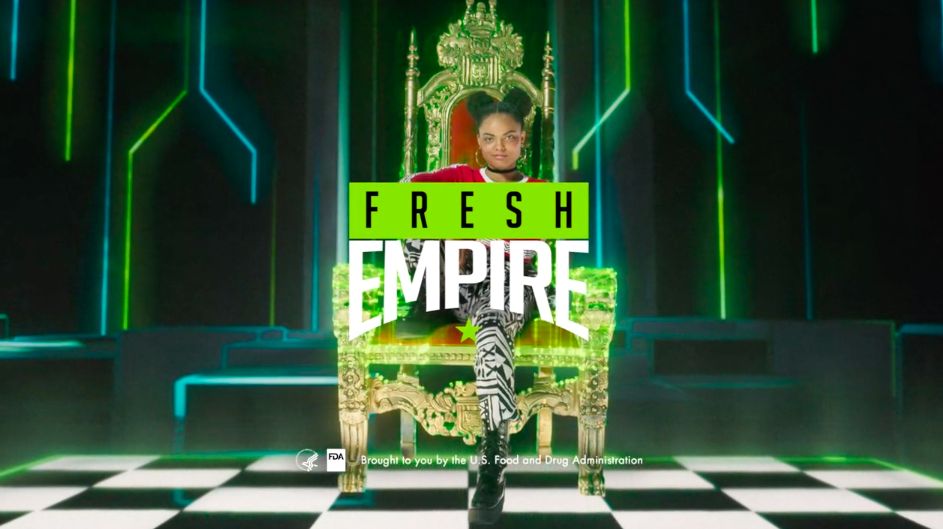 FRESH
EMPIRE
FDA Brought to you by the U.S. Food and Drug Administration